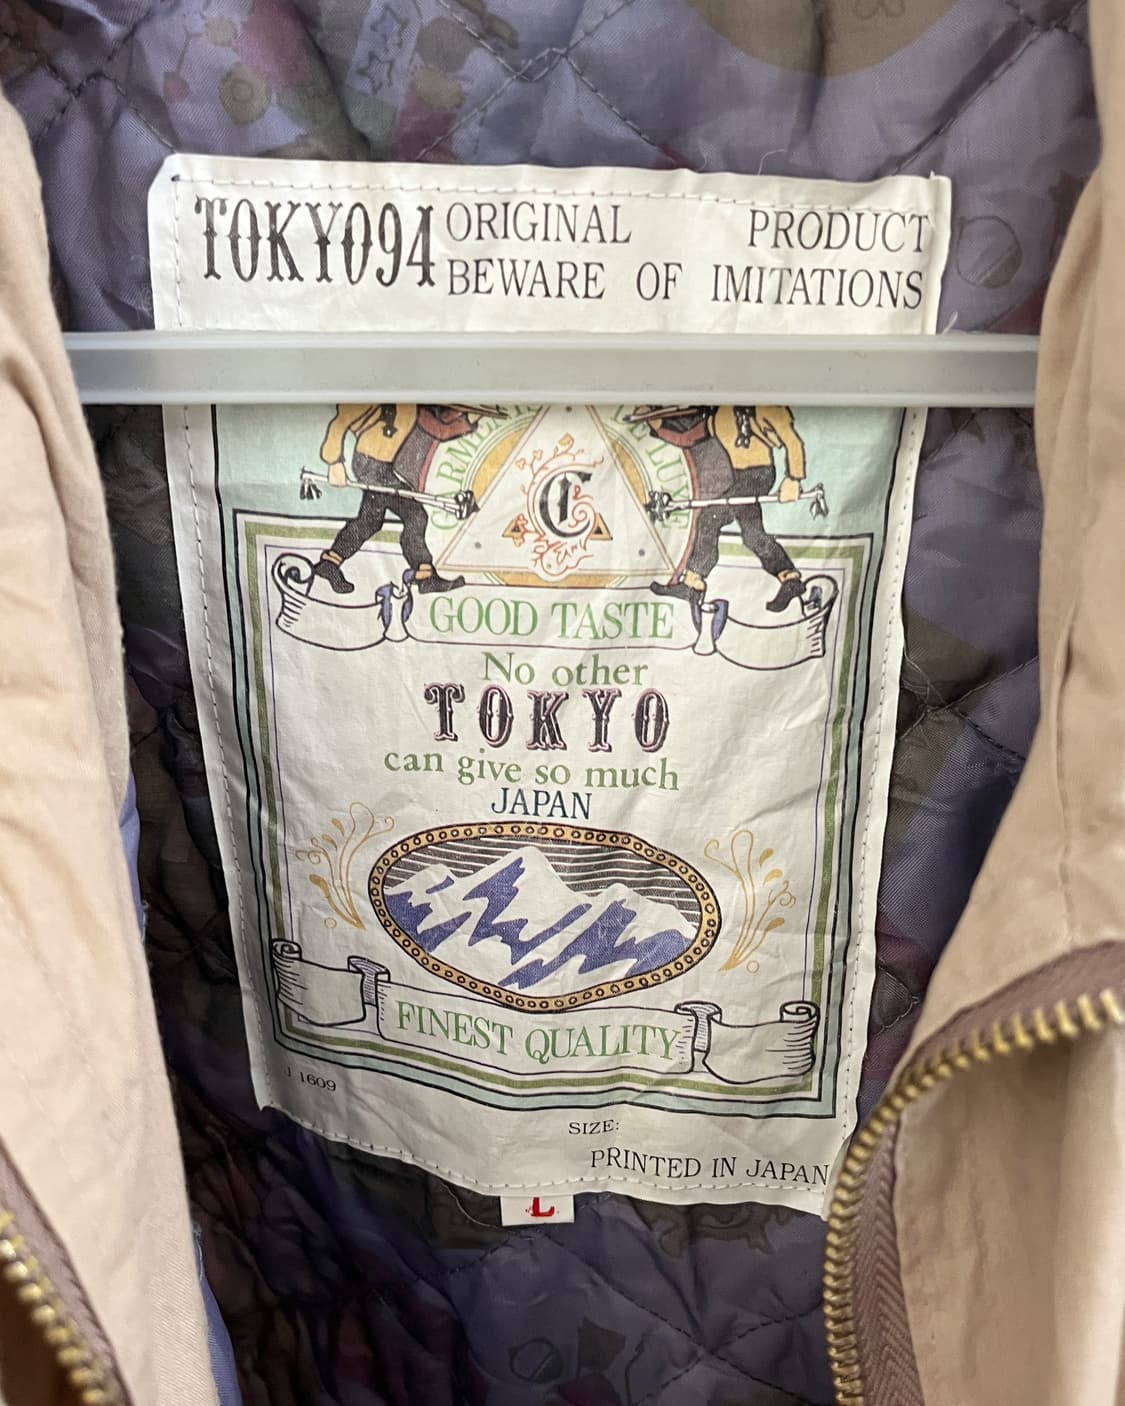 TOKYO94 ORIGINAL PRODUCT
BEWARE OF IMITATIONS
C
GOOD TASTE
No other
TOKYO
can give so much
JAPAN
FINEST QUALITY
J 1609
SIZE:
PRINTED IN JAPAN
L